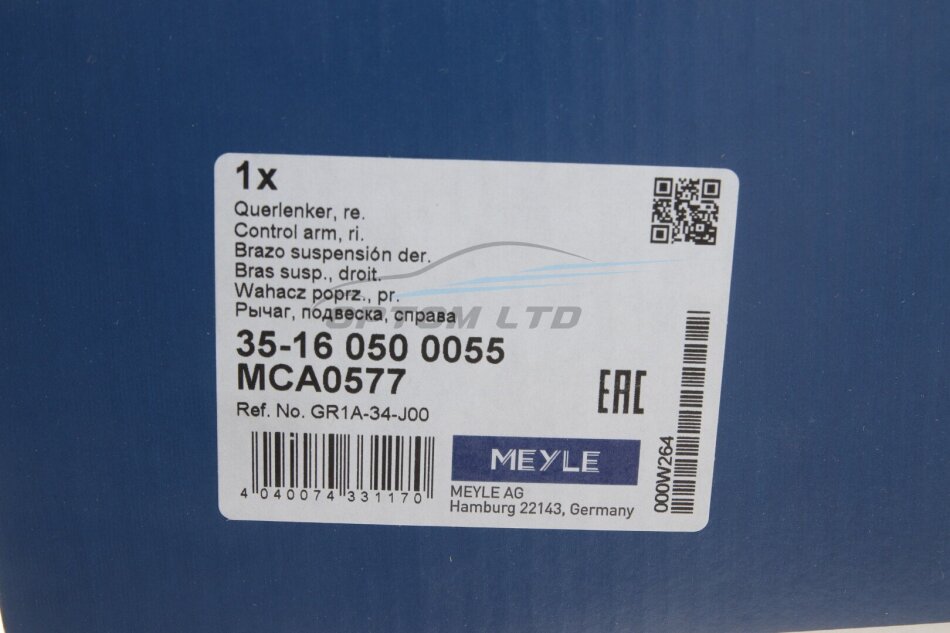 1x
Querlenker, re.
Control arm, ri.
Brazo suspensión der.
Bras susp., droit.
Wahacz poprz., pr.
Рычаг, подвеска, справа
OPTOM LTD
35-16 050 0055
MCA0577
Ref. No. GR1A-34-J00
EAC
4 040074 331170
MEYLE
MEYLE AG
Hamburg 22143, Germany
000W264